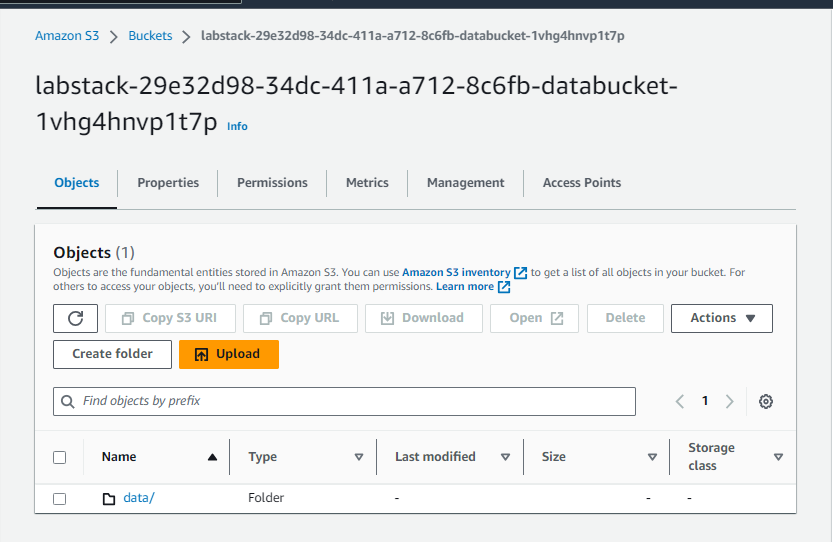 Amazon S3 > Buckets > labstack-29e32d98-34dc-411a-a712-8c6fb-databucket-1vhg4hnvp1t7p
labstack-29e32d98-34dc-411a-a712-8c6fb-databucket-
1vhg4hnvp1t7p Info
Objects Properties Permissions Metrics Management Access Points
Objects (1)
Objects are the fundamental entities stored in Amazon S3. You can use Amazon S3 inventory to get a list of all objects in your bucket. For
others to access your objects, you'll need to explicitly grant them permissions. Learn more
Copy S3 URI Copy URL Download Open Delete Actions
Create folder Upload
Find objects by prefix 1
Name Type Last modified Size Storage
class
data/ Folder - - -